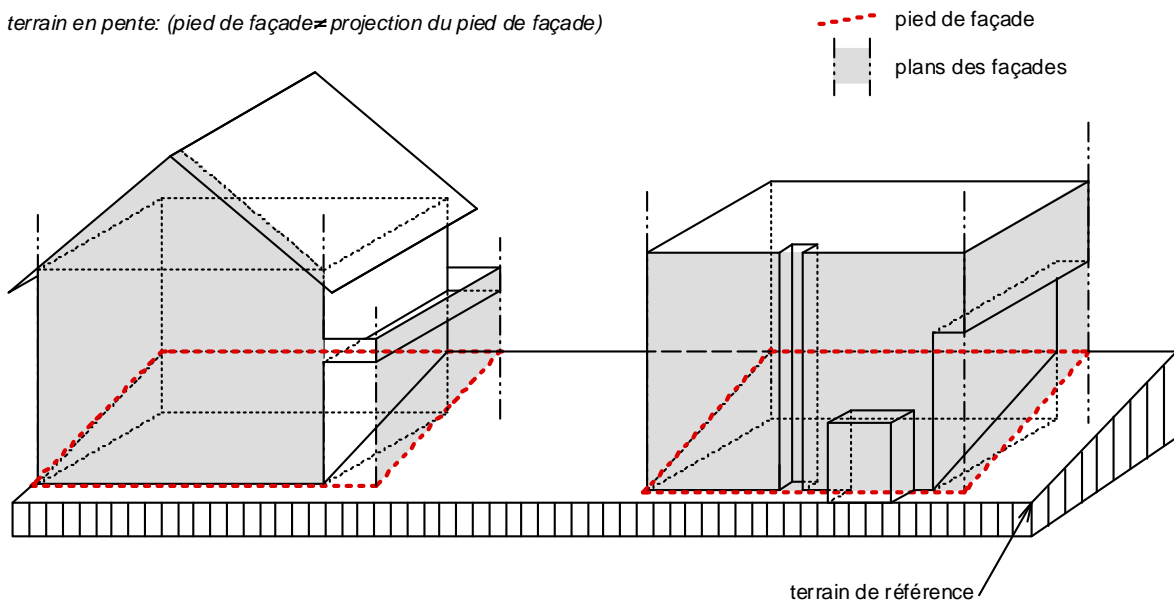 terrain en pente: (pied de façade≠projection du pied de façade)
pied de façade
plans des façades
terrain de référence